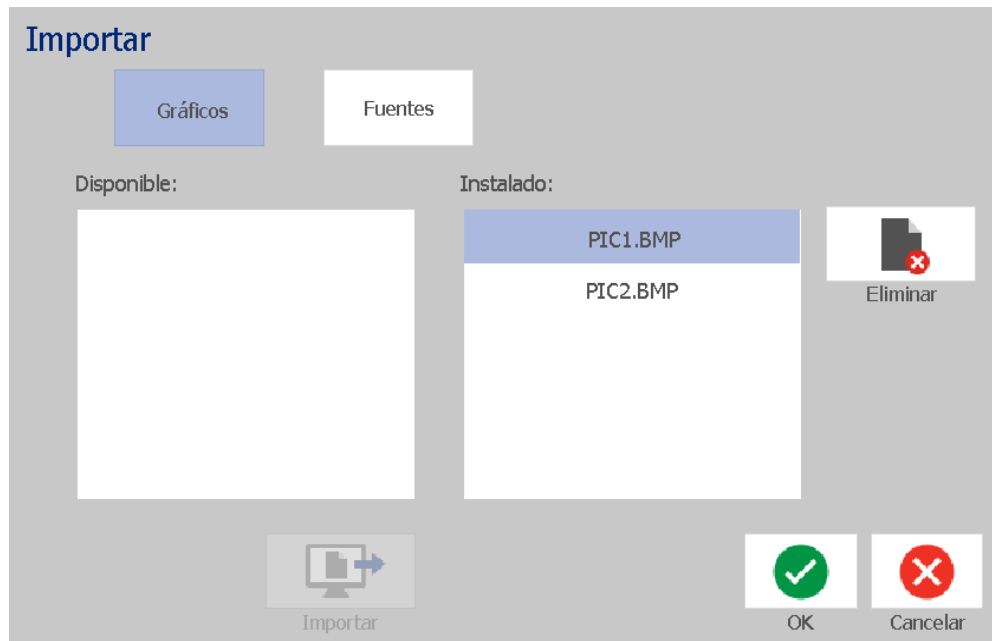 Importar
Gráficos
Fuentes
Disponible:
Instalado:
PIC1.BMP
PIC2.BMP
Eliminar
Importar
OK
Cancelar